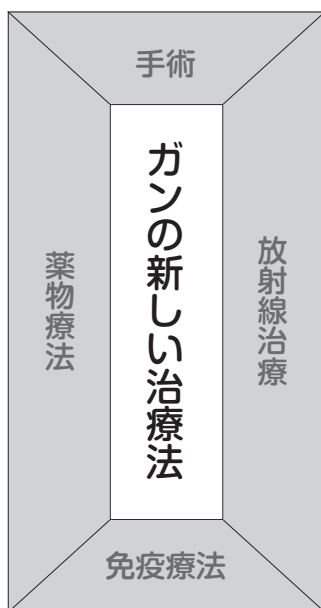 手術
放射線治療
ガンの新しい治療法
薬物療法
免疫療法